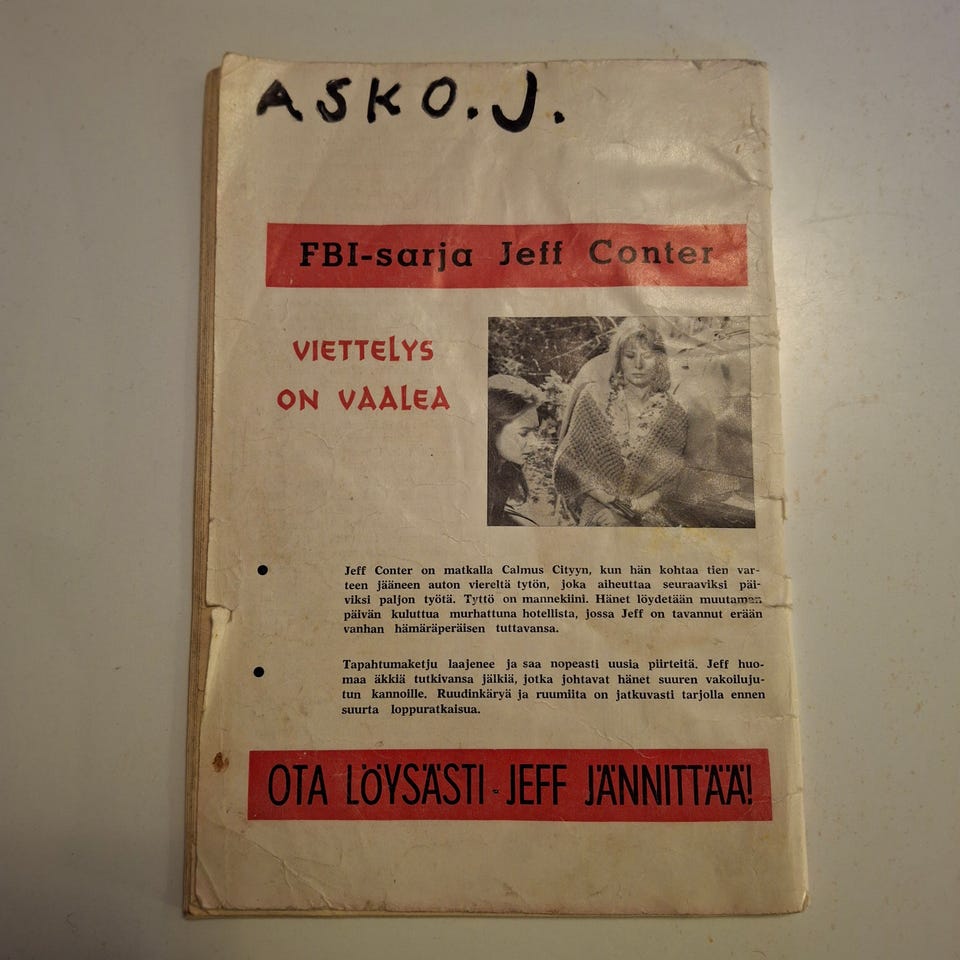 ASKO.J.
FBI-sarja Jeff Conter
VIETTELYS
ON VAALEA
• Jeff Conter on matkalla Calmus Cityyn, kun hän kohtaa tien var-
teen jääneen auton viereltä tytön, joka aiheuttaa seuraaviksi päi-
viksi paljon työtä. Tyttö on mannekiini. Hänet löydetään muutaman
päivän kuluttua murhattuna hotellista, jossa Jeff on tavannut erään
vanhan hämäräperäisen tuttavansa.
• Tapahtumaketju laajenee ja saa nopeasti uusia piirteitä. Jeff huo-
maa äkkiä tutkivansa jälkiä, jotka johtavat hänet suuren vakoiluju-
tun kannoille. Ruudinkäryä ja ruumiita on jatkuvasti tarjolla ennen
suurta loppuratkaisua.
OTA LÖYSÄSTI - JEFF JÄNNITTÄÄ!